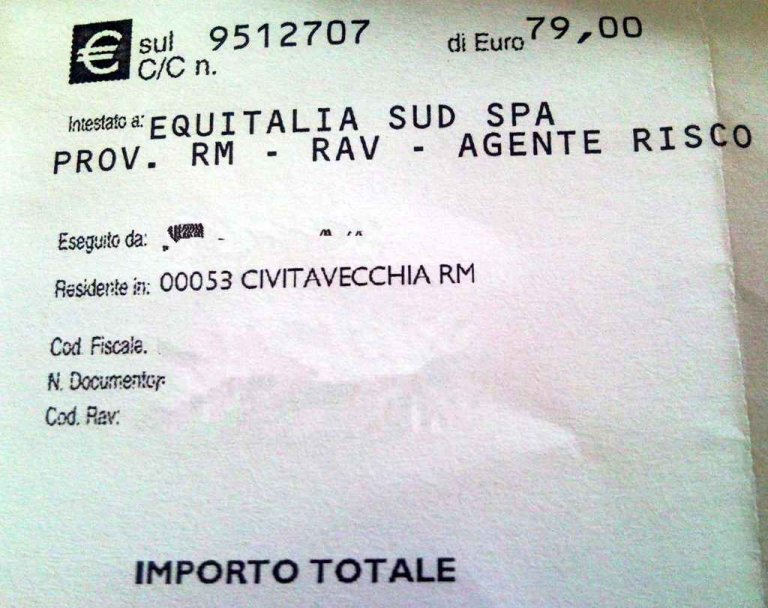 € sul C/C n. 9512707 di Euro 79,00
Intestato a: EQUITALIA SUD SPA
PROV. RM - RAV - AGENTE RISCO
Eseguito da:
Residente in: 00053 CIVITAVECCHIA RM
Cod. Fiscale.
N. Documento
Cod. Rav:
IMPORTO TOTALE